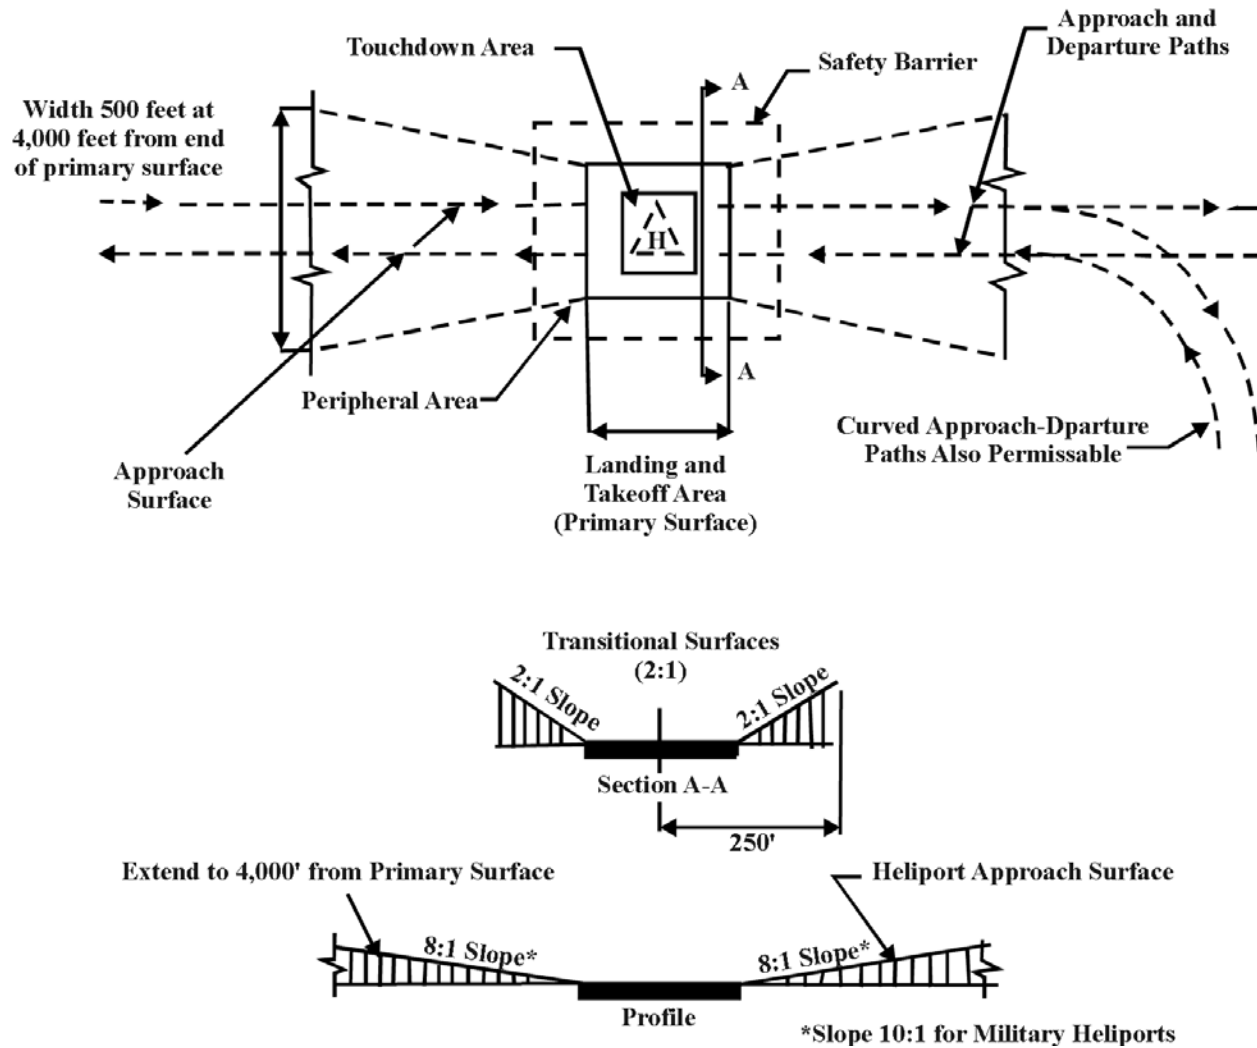 Approach and
Departure Paths
Touchdown Area
Safety Barrier
A
Width 500 feet at
4,000 feet from end
of primary surface
H
A
Peripheral Area
Curved Approach-Dparture
Paths Also Permissable
Approach
Surface
Landing and
Takeoff Area
(Primary Surface)
Transitional Surfaces
(2:1)
2:1 Slope
2:1 Slope
Section A-A
250'
Extend to 4,000' from Primary Surface
Heliport Approach Surface
8:1 Slope*
8:1 Slope*
Profile
*Slope 10:1 for Military Heliports